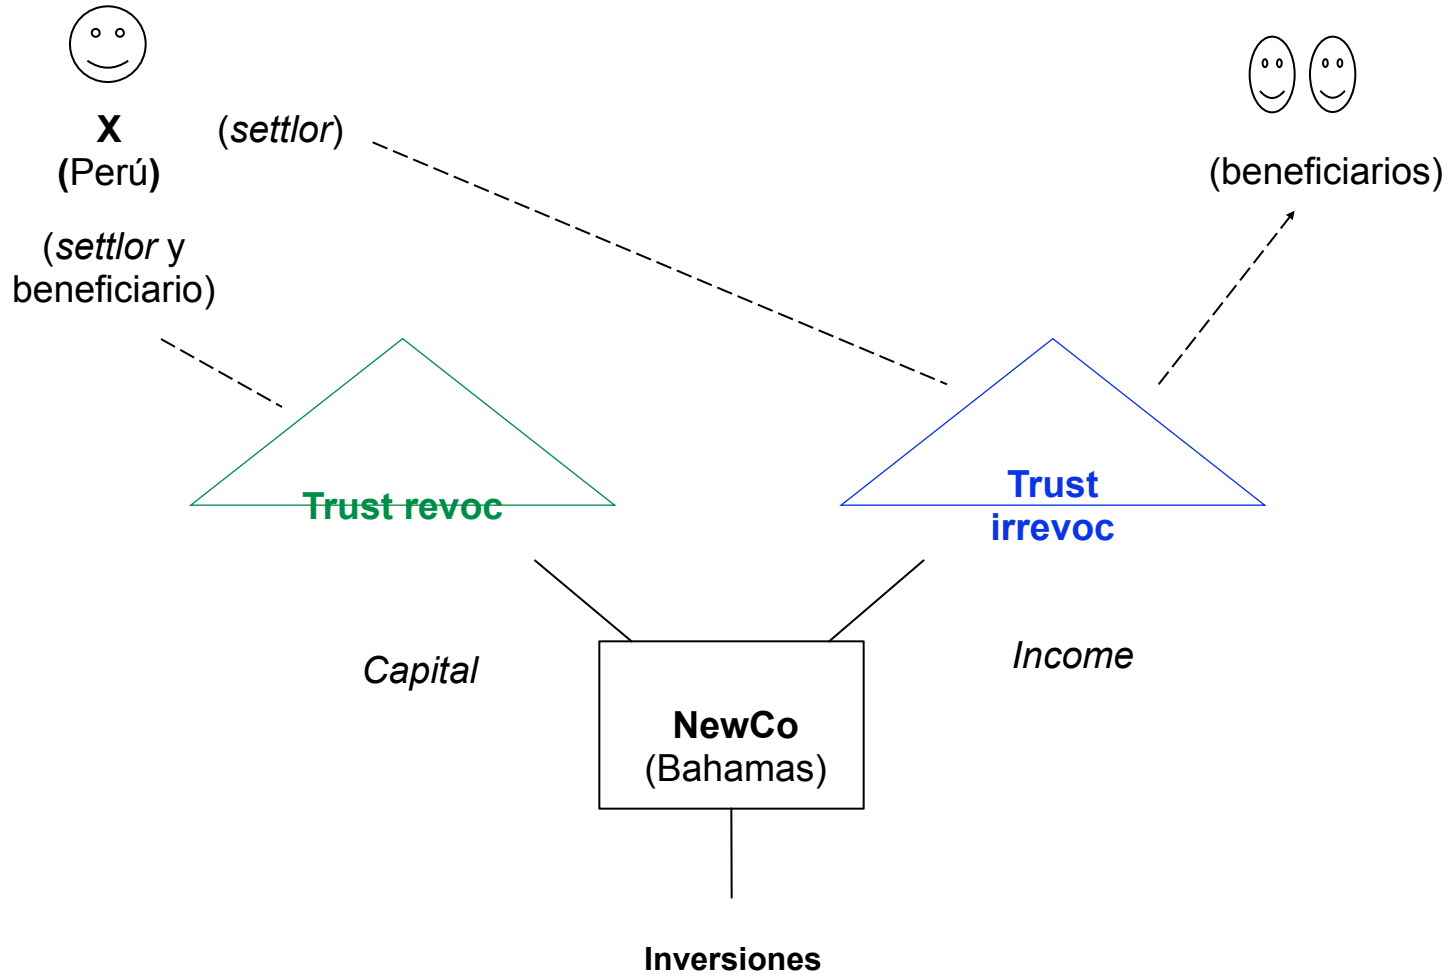 X
(settlor)
(Perú)
(beneficiarios)
(settlor y
beneficiario)
Trust revoc
Trust
irrevoc
Capital
Income
NewCo
(Bahamas)
Inversiones